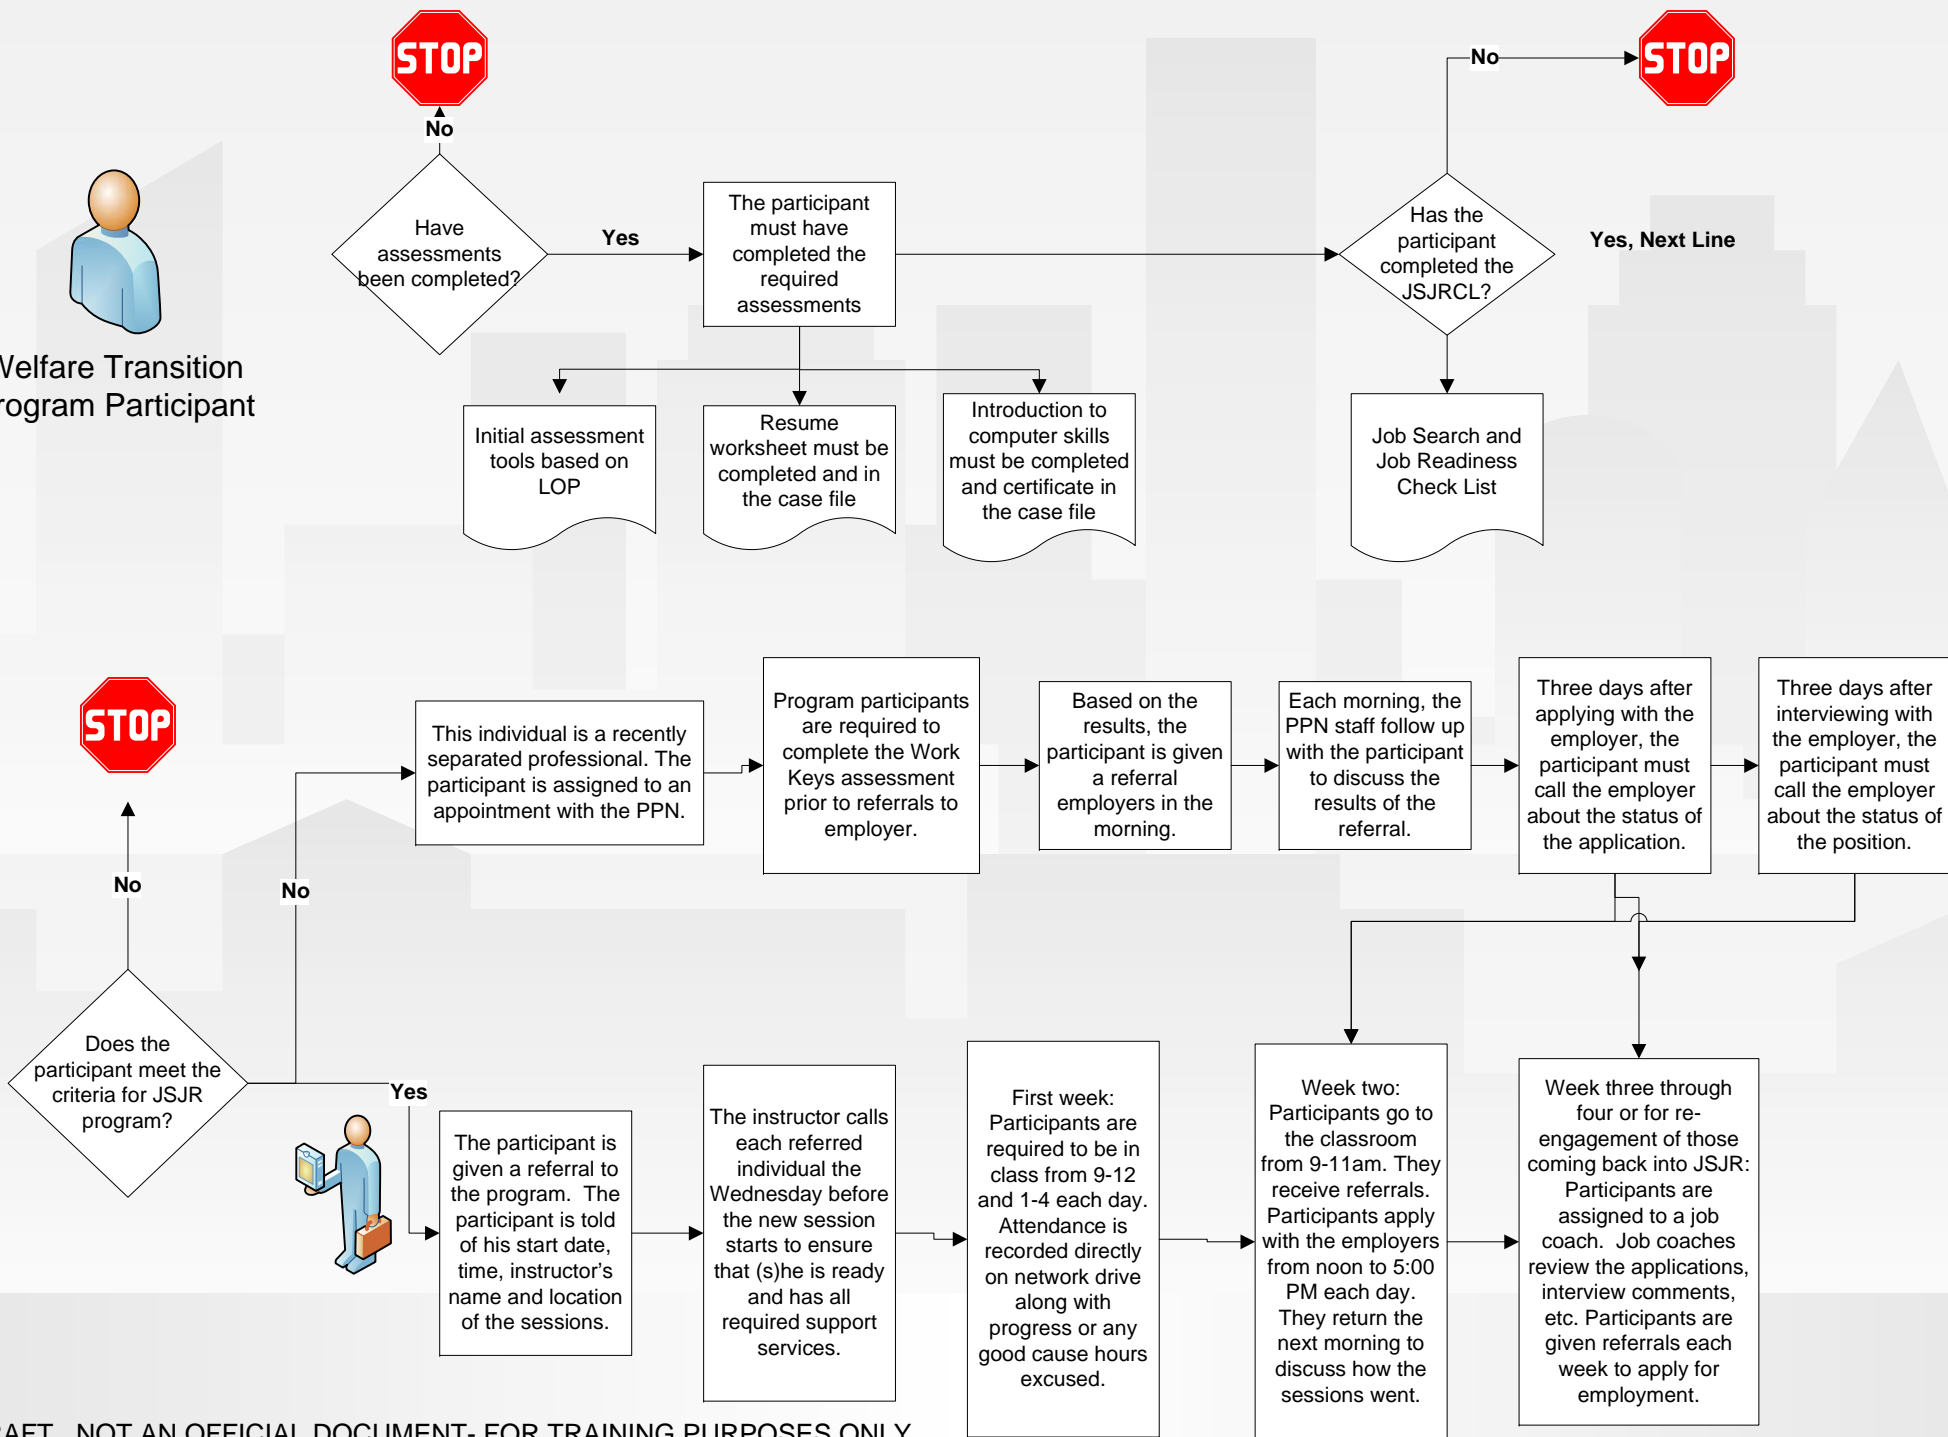 STOP
No
Have
assessments
been completed?
Yes
The participant
must have
completed the
required
assessments
No
STOP
Has the
participant
completed the
JSJRCL?
Yes, Next Line
Welfare Transition
rogram Participant
Initial assessment
tools based on
LOP
Resume
worksheet must be
completed and in
the case file
Introduction to
computer skills
must be completed
and certificate in
the case file
Job Search and
Job Readiness
Check List
STOP
No
No
This individual is a recently
separated professional. The
participant is assigned to an
appointment with the PPN.
Program participants
are required to
complete the Work
Keys assessment
prior to referrals to
employer.
Based on the
results, the
participant is given
a referral
employers in the
morning.
Each morning, the
PPN staff follow up
with the participant
to discuss the
results of the
referral.
Three days after
applying with the
employer, the
participant must
call the employer
about the status of
the application.
Three days after
interviewing with
the employer, the
participant must
call the employer
about the status of
the position.
Does the
participant meet the
criteria for JSJR
program?
Yes
The participant is
given a referral to
the program. The
participant is told
of his start date,
time, instructor's
name and location
of the sessions.
The instructor calls
each referred
individual the
Wednesday before
the new session
starts to ensure
that (s)he is ready
and has all
required support
services.
First week:
Participants are
required to be in
class from 9-12
and 1-4 each day.
Attendance is
recorded directly
on network drive
along with
progress or any
good cause hours
excused.
Week two:
Participants go to
the classroom
from 9-11am. They
receive referrals.
Participants apply
with the employers
from noon to 5:00
PM each day.
They return the
next morning to
discuss how the
sessions went.
Week three through
four or for re-
engagement of those
coming back into JSJR:
Participants are
assigned to a job
coach. Job coaches
review the applications,
interview comments,
etc. Participants are
given referrals each
week to apply for
employment.
RAFT NOT AN OFFICIAL DOCUMENT- FOR TRAINING PURPOSES ONLY